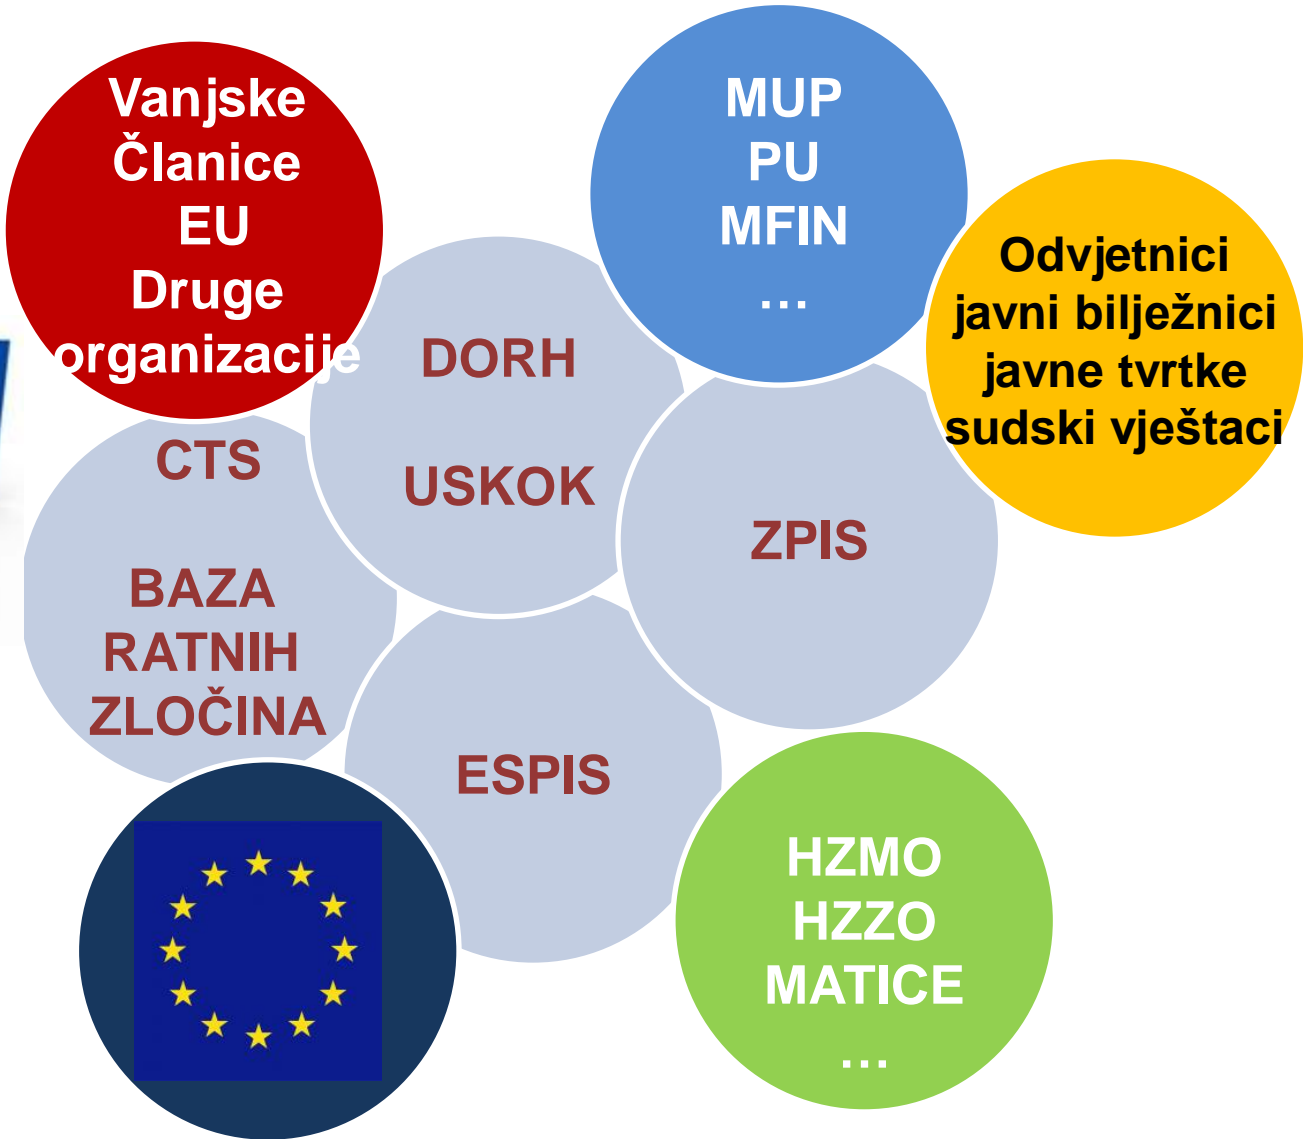 Vanjske
Članice
EU
Druge
organizacije
MUP
PU
MFIN
…
Odvjetnici
javni bilježnici
javne tvrtke
sudski vještaci
DORH
USKOK
CTS
BAZA
RATNIH
ZLOČINA
ZPIS
ESPIS
HZMO
HZZO
MATICE
…